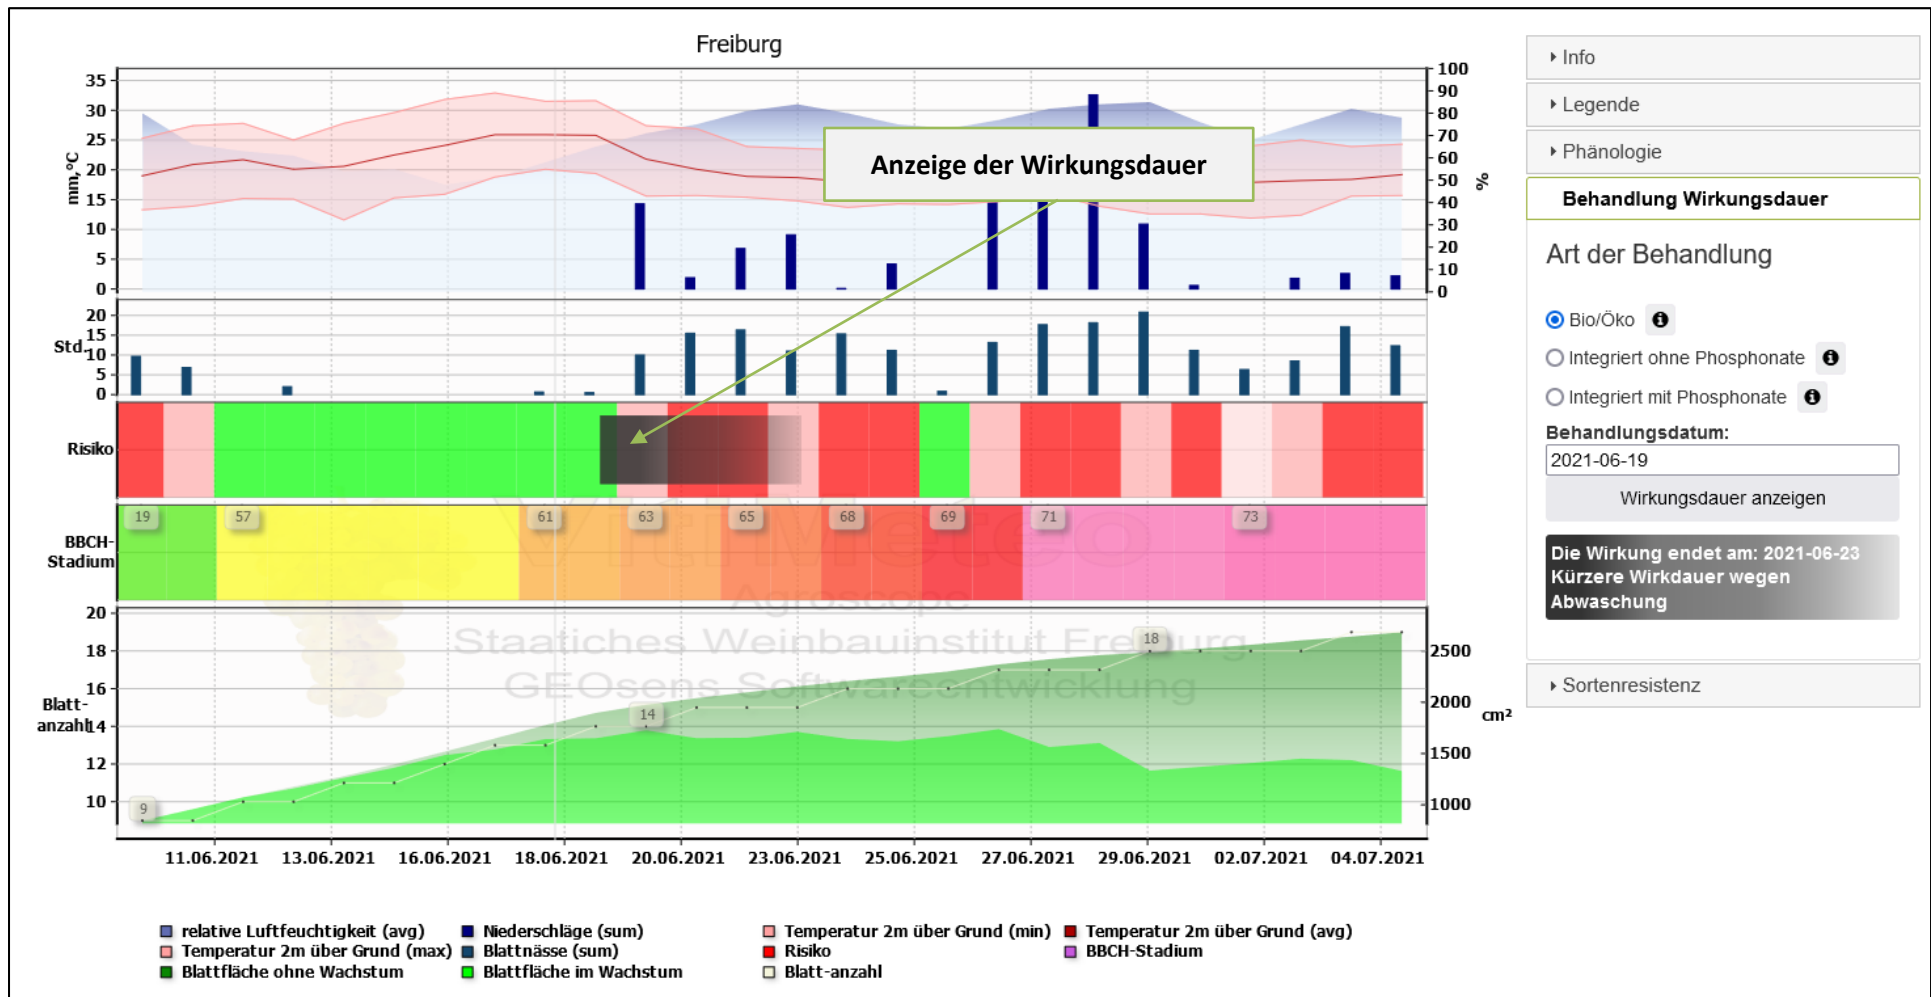 Freiburg
Info
Legende
Phänologie
Behandlung Wirkungsdauer
Art der Behandlung
Bio/Öko
Integriert ohne Phosphonate
Integriert mit Phosphonate
Behandlungsdatum:
2021-06-19
Wirkungsdauer anzeigen
Die Wirkung endet am: 2021-06-23
Kürzere Wirkdauer wegen
Abwaschung
Sortenresistenz
Anzeige der Wirkungsdauer
mm,°C
35
30
25
20
15
10
5
0
%
100
90
80
70
60
50
40
30
20
10
0
Std.
20
15
10
5
0
Risiko
BBCH-
Stadium
19 57 61 63 65 68 69 71 73
VitiMeteo
Agroscope
Staatiches Weinbauinstitut Freiburg
GEOsens Softwareentwicklung
Blatt-
anzahl
20
18
16
14
12
10
9 14 18
2500
2000
1500
1000
cm²
11.06.2021 13.06.2021 16.06.2021 18.06.2021 20.06.2021 23.06.2021 25.06.2021 27.06.2021 29.06.2021 02.07.2021 04.07.2021
relative Luftfeuchtigkeit (avg) Niederschläge (sum) Temperatur 2m über Grund (min) Temperatur 2m über Grund (avg)
Temperatur 2m über Grund (max) Blattnässe (sum) Risiko BBCH-Stadium
Blattfläche ohne Wachstum Blattfläche im Wachstum Blatt-anzahl